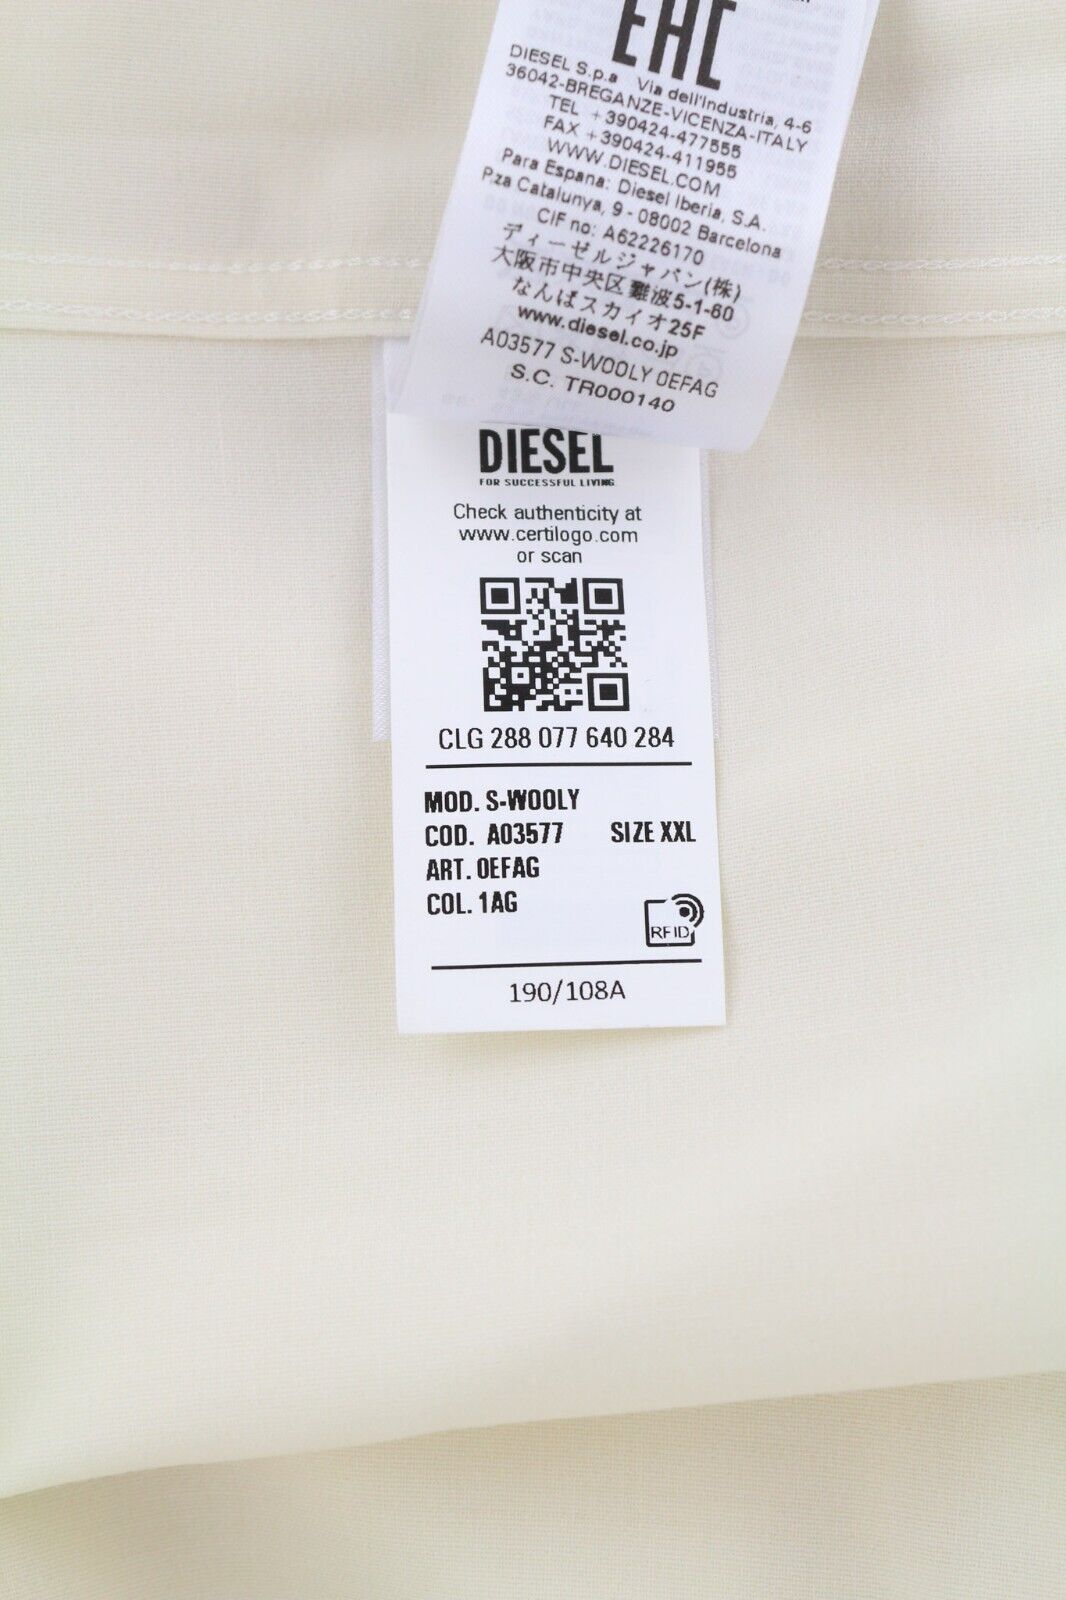 EAC
DIESEL S.p.a Via dell'Industria, 4-6
36042-BREGANZE-VICENZA-ITALY
TEL +390424-477555
FAX +390424-411955
WWW.DIESEL.COM
Para Espana: Diesel Iberia, S.A.
P.za Catalunya, 9 - 08002 Barcelona
CIF no: A62226170
ディーゼルジャパン(株)
大阪市中央区難波5-1-60
なんばスカイオ25F
www.diesel.co.jp
A03577 S-WOOLY 0EFAG
S.C. TR000140
DIESEL
FOR SUCCESSFUL LIVING
Check authenticity at
www.certilogo.com
or scan
CLG 288 077 640 284
MOD. S-WOOLY
COD. A03577 SIZE XXL
ART. 0EFAG
COL. 1AG
RFID
190/108A